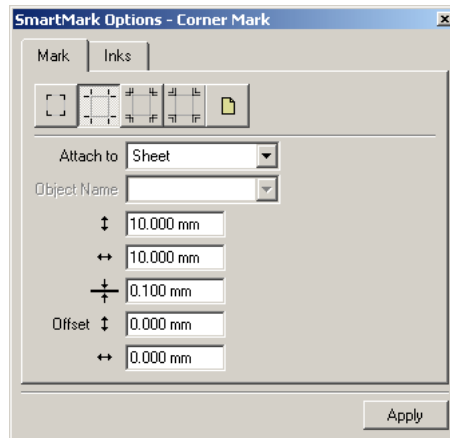 SmartMark Options - Corner Mark
Mark Inks
Attach to Sheet
Object Name
10.000 mm
10.000 mm
0.100 mm
Offset 0.000 mm
0.000 mm
Apply